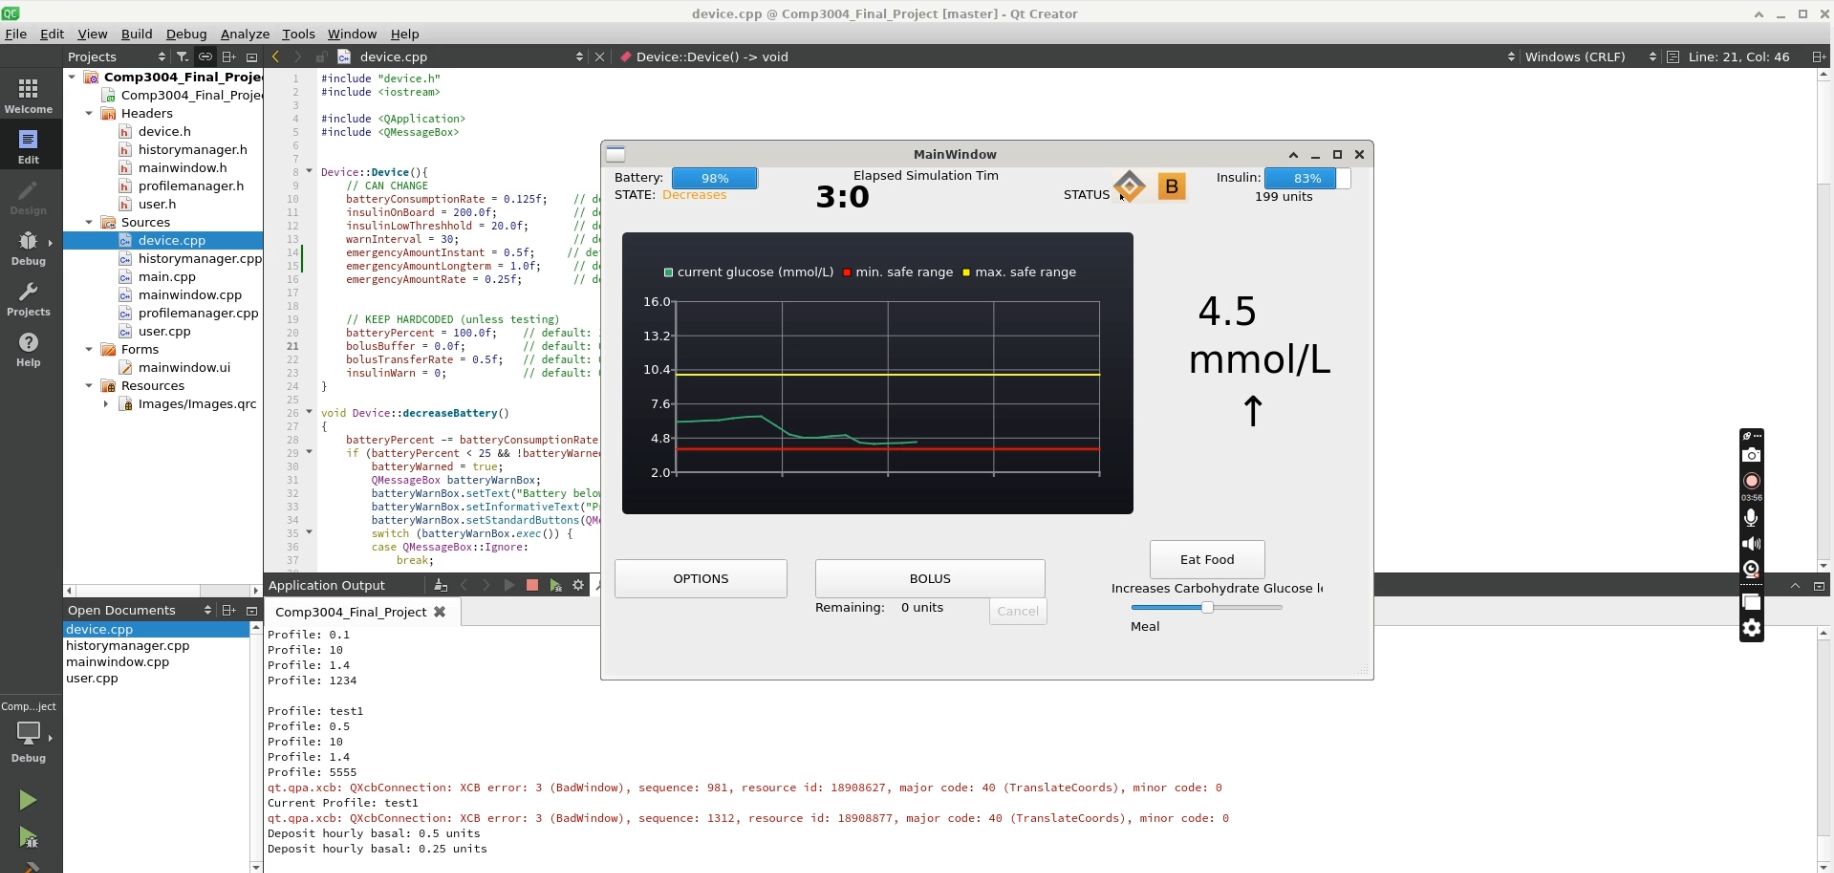 device.cpp @ Comp3004_Final_Project [master] - Qt Creator
File Edit View Build Debug Analyze Tools Window Help
Projects
device.cpp
Device::Device() -> void
Windows (CRLF)
Line: 21, Col: 46
Welcome
Edit
Design
Debug
Projects
Help
Comp3004_Final_Proje
Comp3004_Final_Proje
Headers
device.h
historymanager.h
mainwindow.h
profilemanager.h
user.h
Sources
device.cpp
historymanager.cpp
main.cpp
mainwindow.cpp
profilemanager.cpp
user.cpp
Forms
mainwindow.ui
Resources
Images/Images.qrc
1 #include "device.h"
2 #include <iostream>
3
4 #include <QApplication>
5 #include <QMessageBox>
6
7
8 Device::Device(){
9 // CAN CHANGE
10 batteryConsumptionRate = 0.125f; // d
11 insulinOnBoard = 200.0f; // d
12 insulinLowThreshhold = 20.0f; // d
13 warnInterval = 30; // d
14 emergencyAmountInstant = 0.5f; // de
15 emergencyAmountLongterm = 1.0f; // d
16 emergencyAmountRate = 0.25f; // d
17
18
19 // KEEP HARDCODED (unless testing)
20 batteryPercent = 100.0f; // default:
21 bolusBuffer = 0.0f; // default:
22 bolusTransferRate = 0.5f; // default:
23 insulinWarn = 0; // default:
24 }
25
26 void Device::decreaseBattery()
27 {
28 batteryPercent -= batteryConsumptionRate
29 if (batteryPercent < 25 && !batteryWarne
30 batteryWarned = true;
31 QMessageBox batteryWarnBox;
32 batteryWarnBox.setText("Battery belo
33 batteryWarnBox.setInformativeText("P
34 batteryWarnBox.setStandardButtons(QM
35 switch (batteryWarnBox.exec()) {
36 case QMessageBox::Ignore:
37 break;
MainWindow
Battery: 98%
STATE: Decreases
Elapsed Simulation Tim
3:0
STATUS
B
Insulin: 83%
199 units
current glucose (mmol/L) min. safe range max. safe range
16.0
13.2
10.4
7.6
4.8
2.0
4.5
mmol/L
↑
OPTIONS
BOLUS
Remaining: 0 units
Cancel
Eat Food
Increases Carbohydrate Glucose l
Meal
03:56
Open Documents
device.cpp
historymanager.cpp
mainwindow.cpp
user.cpp
Comp...ject
Debug
Application Output
Comp3004_Final_Project
Profile: 0.1
Profile: 10
Profile: 1.4
Profile: 1234
Profile: test1
Profile: 0.5
Profile: 10
Profile: 1.4
Profile: 5555
qt.qpa.xcb: QXcbConnection: XCB error: 3 (BadWindow), sequence: 981, resource id: 18908627, major code: 40 (TranslateCoords), minor code: 0
Current Profile: test1
qt.qpa.xcb: QXcbConnection: XCB error: 3 (BadWindow), sequence: 1312, resource id: 18908877, major code: 40 (TranslateCoords), minor code: 0
Deposit hourly basal: 0.5 units
Deposit hourly basal: 0.25 units